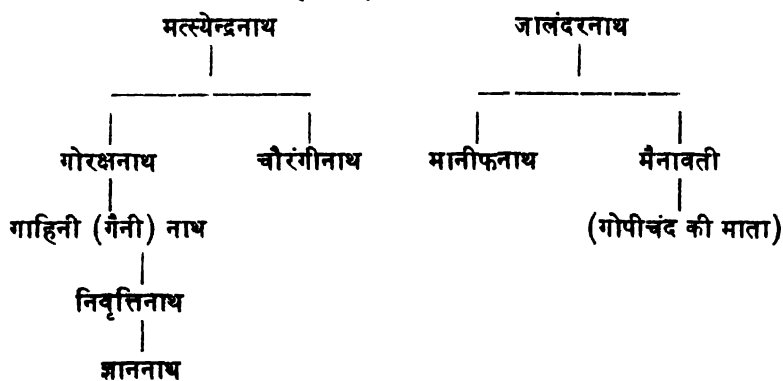 मत्स्येन्द्रनाथ जालंदरनाथ
गोरक्षनाथ चौरंगीनाथ मानीफनाथ मैनावती
गाहिनी (गैनी) नाथ (गोपीचंद की माता)
निवृत्तिनाथ
ज्ञाननाथ